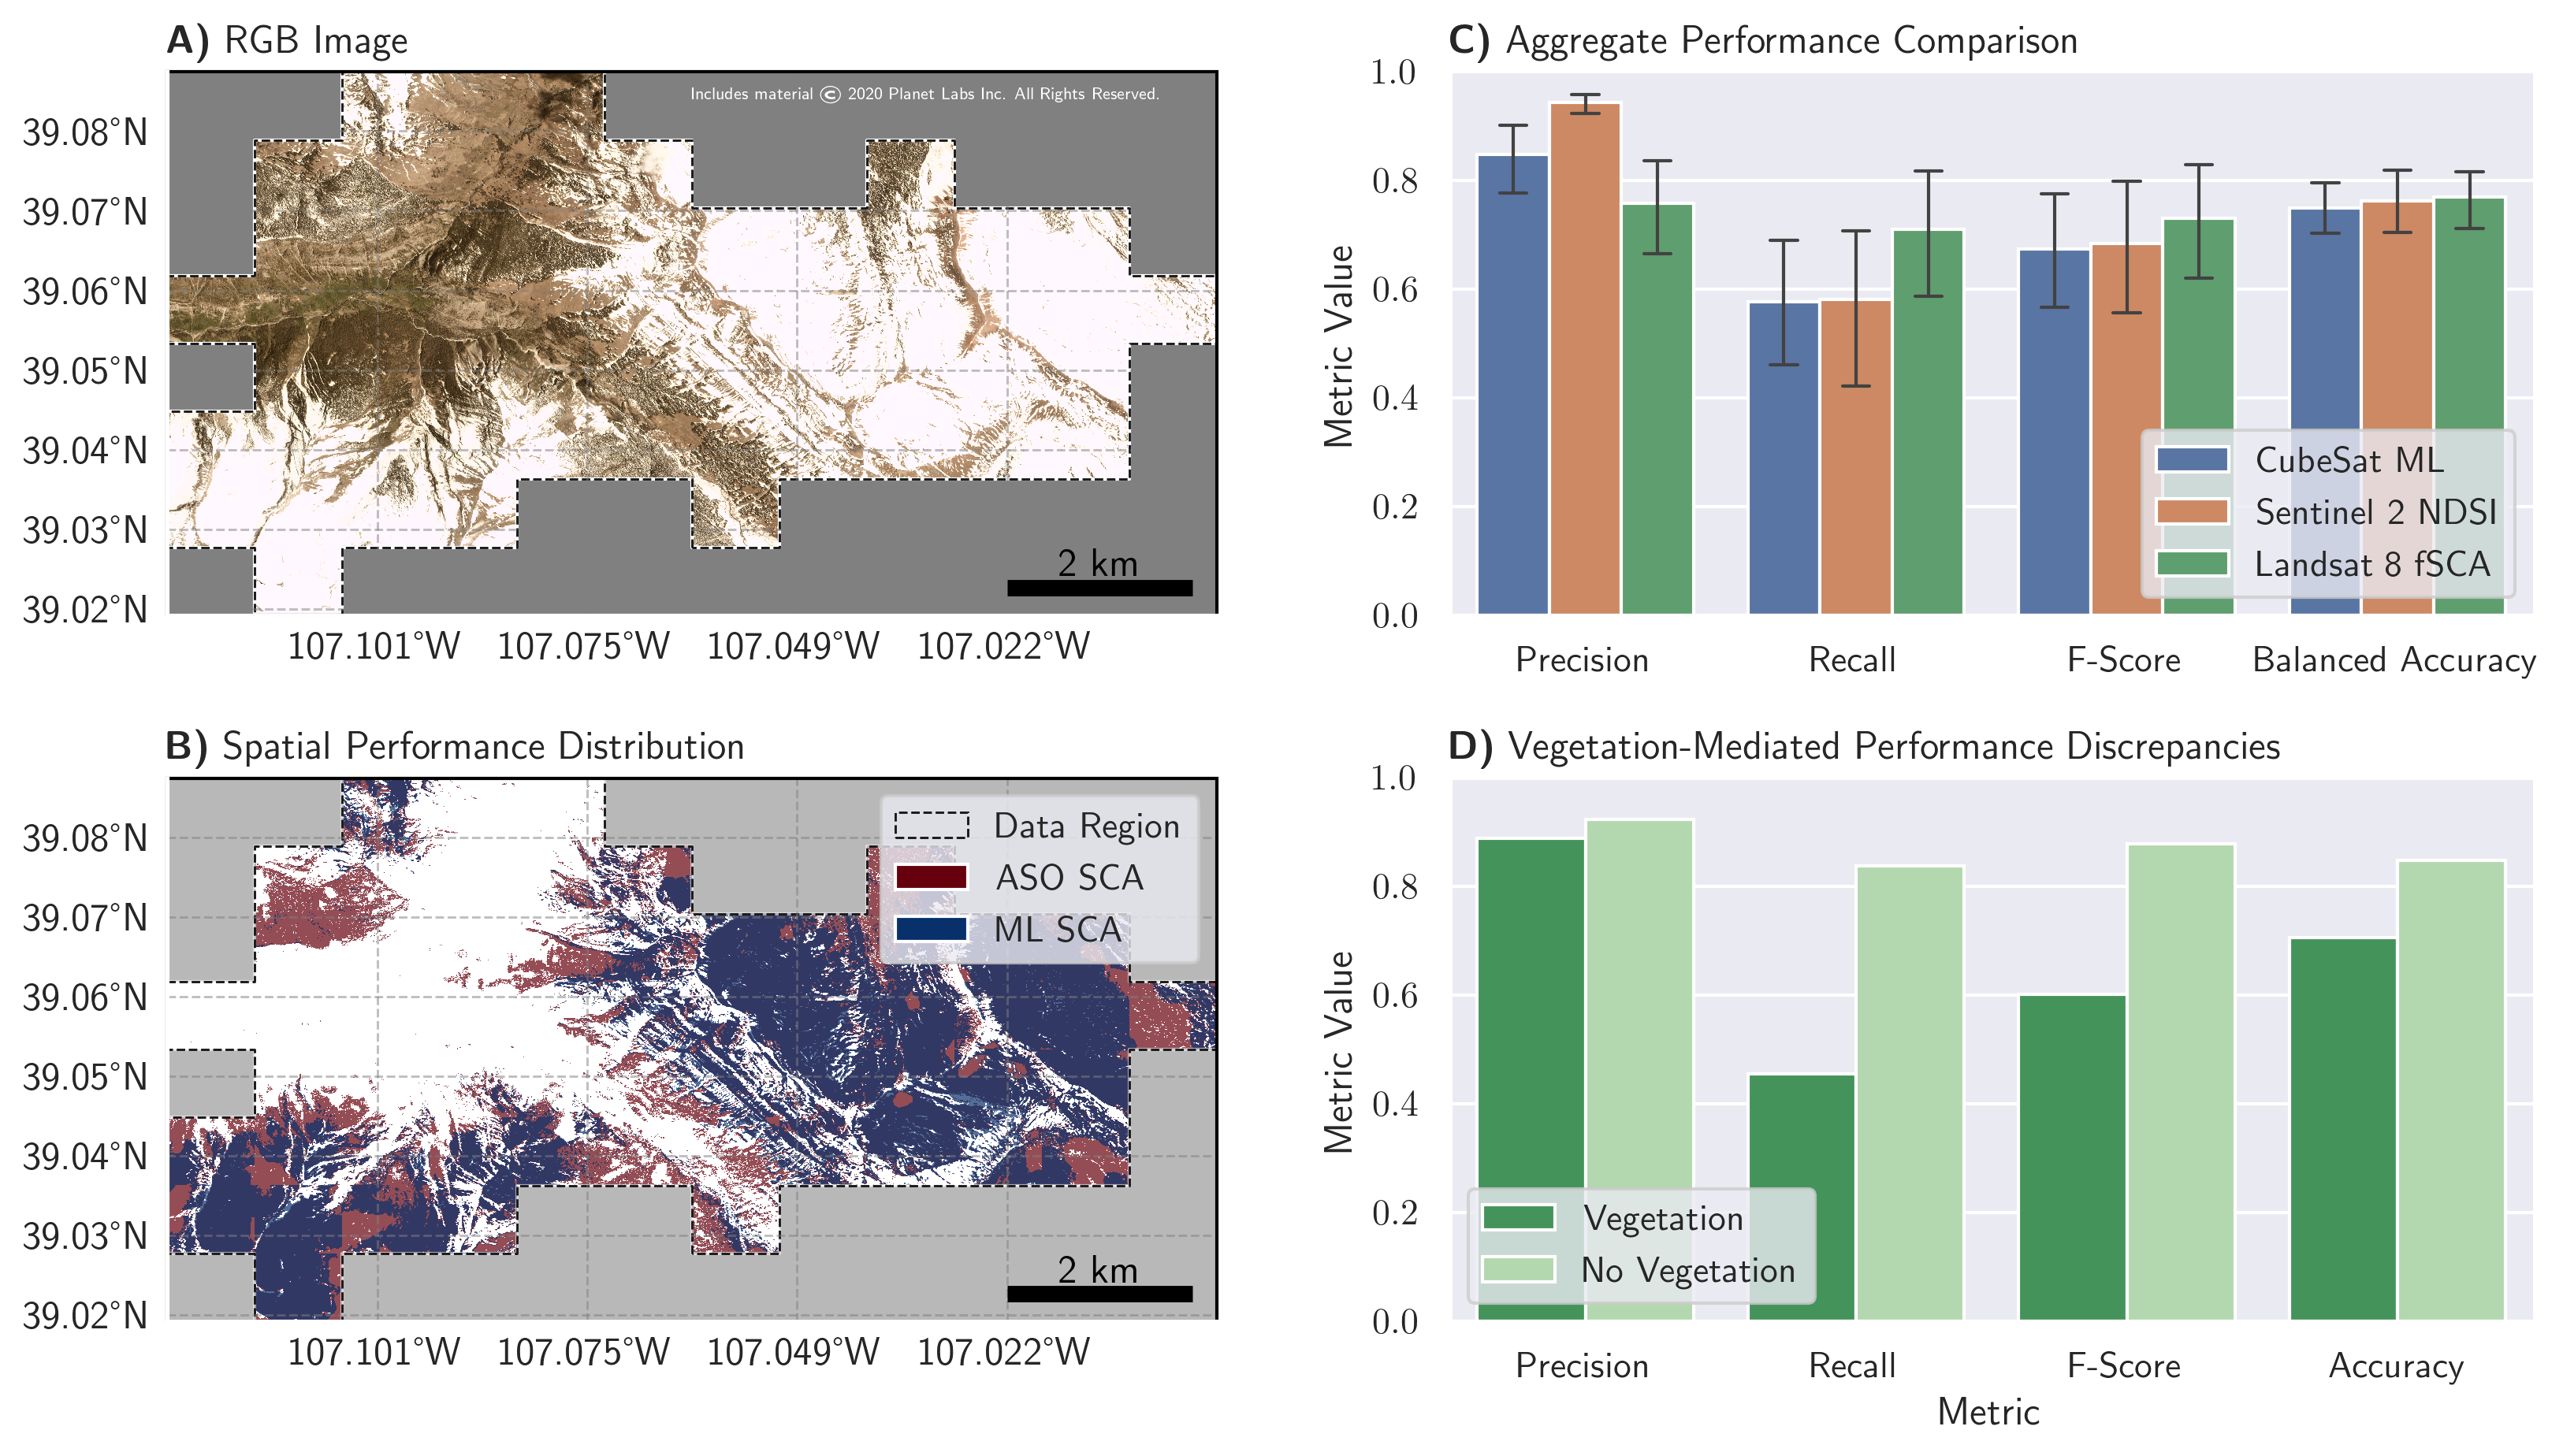 A) RGB Image
Includes material © 2020 Planet Labs Inc. All Rights Reserved.
39.08°N
39.07°N
39.06°N
39.05°N
39.04°N
39.03°N
39.02°N
2 km
107.101°W 107.075°W 107.049°W 107.022°W
C) Aggregate Performance Comparison
Metric Value
1.0
0.8
0.6
0.4
0.2
0.0
CubeSat ML
Sentinel 2 NDSI
Landsat 8 fSCA
Precision Recall F-Score Balanced Accuracy
B) Spatial Performance Distribution
39.08°N
39.07°N
39.06°N
39.05°N
39.04°N
39.03°N
39.02°N
Data Region
ASO SCA
ML SCA
2 km
107.101°W 107.075°W 107.049°W 107.022°W
D) Vegetation-Mediated Performance Discrepancies
Metric Value
1.0
0.8
0.6
0.4
0.2
0.0
Vegetation
No Vegetation
Precision Recall F-Score Accuracy
Metric